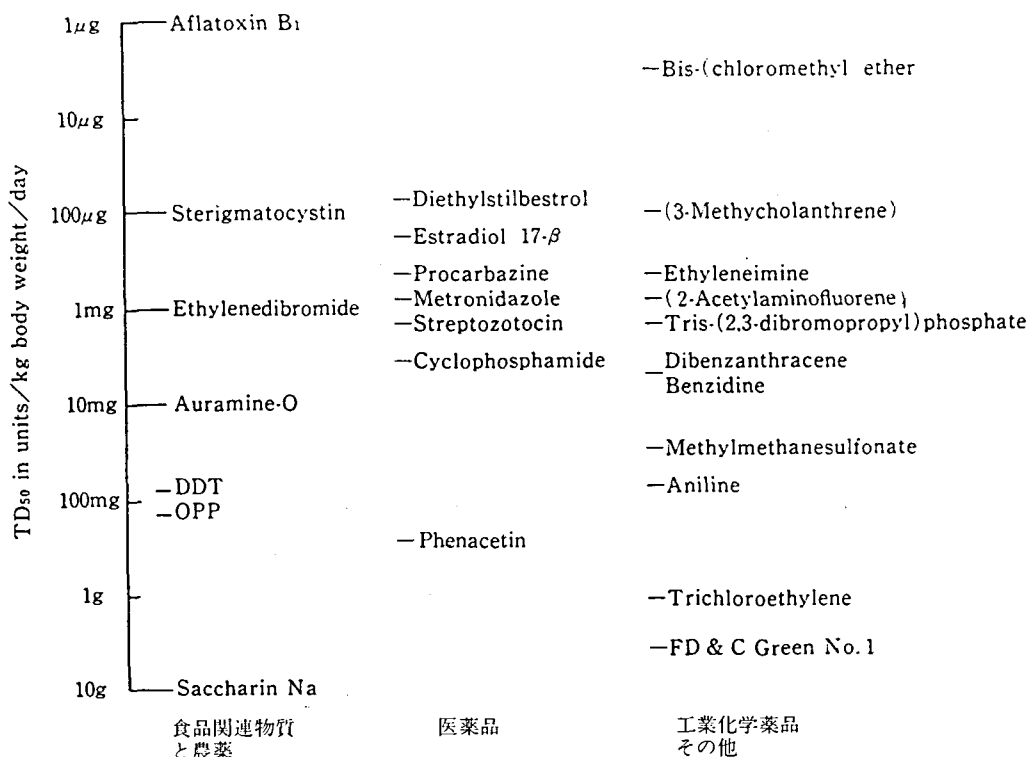 TD50 in units/kg body weight/day
1μg
10μg
100μg
1mg
10mg
100mg
1g
10g
Aflatoxin B1
Sterigmatocystin
Ethylenedibromide
Auramine-O
DDT
OPP
Saccharin Na
食品関連物質
と農薬
Diethylstilbestrol
Estradiol 17-β
Procarbazine
Metronidazole
Streptozotocin
Cyclophosphamide
Phenacetin
医薬品
Bis-(chloromethyl ether
(3-Methycholanthrene)
Ethyleneimine
(2-Acetylaminofluorene)
Tris-(2,3-dibromopropyl)phosphate
Dibenzanthracene
Benzidine
Methylmethanesulfonate
Aniline
Trichloroethylene
FD & C Green No.1
工業化学薬品
その他